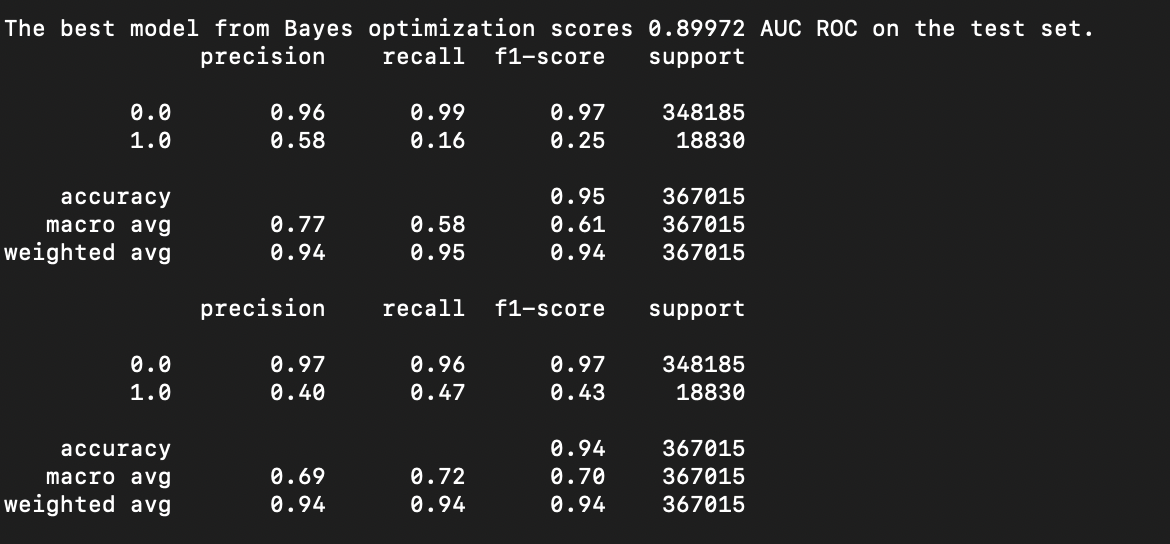 The best model from Bayes optimization scores 0.89972 AUC ROC on the test set.
              precision    recall  f1-score   support

         0.0       0.96      0.99      0.97    348185
         1.0       0.58      0.16      0.25     18830

    accuracy                           0.95    367015
   macro avg       0.77      0.58      0.61    367015
weighted avg       0.94      0.95      0.94    367015

              precision    recall  f1-score   support

         0.0       0.97      0.96      0.97    348185
         1.0       0.40      0.47      0.43     18830

    accuracy                           0.94    367015
   macro avg       0.69      0.72      0.70    367015
weighted avg       0.94      0.94      0.94    367015